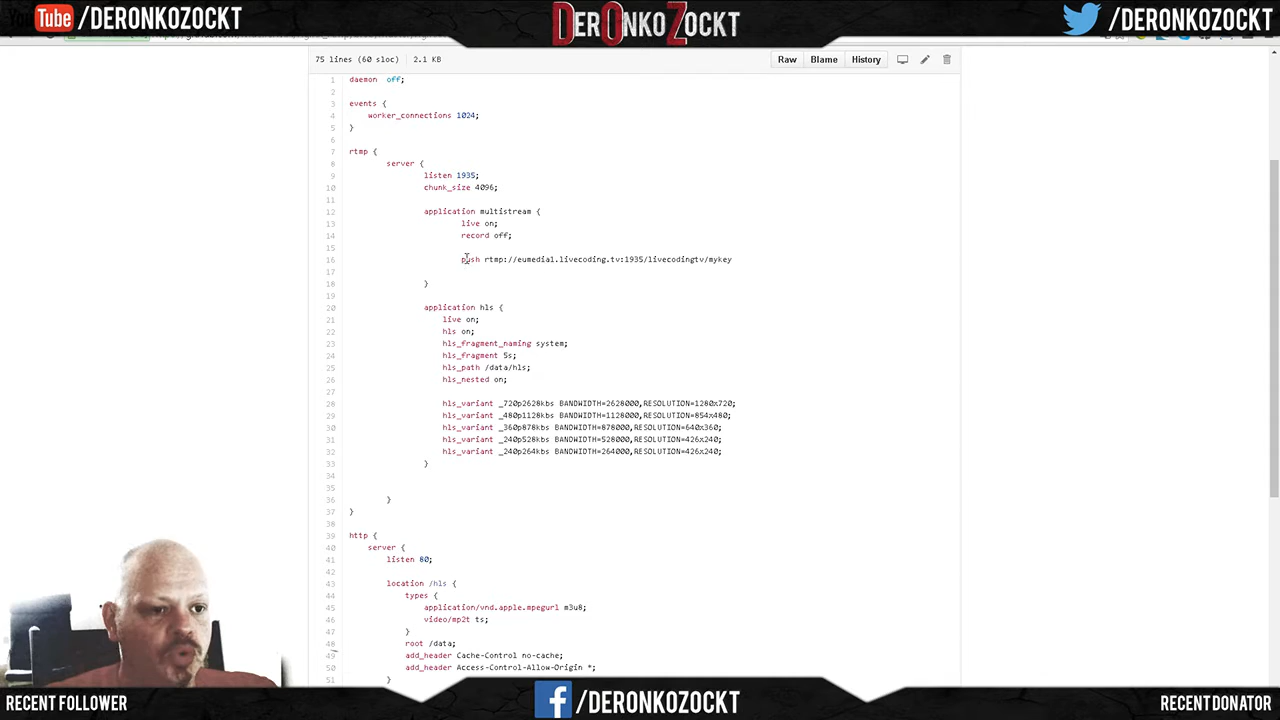 YouTube /DERONKOZOCKT
DERONKOZOCKT
/DERONKOZOCKT
75 lines (60 sloc) 2.1 KB
Raw Blame History
1 daemon off;
2
3 events {
4 worker_connections 1024;
5 }
6
7 rtmp {
8 server {
9 listen 1935;
10 chunk_size 4096;
11
12 application multistream {
13 live on;
14 record off;
15
16 push rtmp://eumedia1.livecoding.tv:1935/livecodingtv/mykey
17
18 }
19
20 application hls {
21 live on;
22 hls on;
23 hls_fragment_naming system;
24 hls_fragment 5s;
25 hls_path /data/hls;
26 hls_nested on;
27
28 hls_variant _720p2628kbs BANDWIDTH=2628000,RESOLUTION=1280x720;
29 hls_variant _480p1128kbs BANDWIDTH=1128000,RESOLUTION=854x480;
30 hls_variant _360p878kbs BANDWIDTH=878000,RESOLUTION=640x360;
31 hls_variant _240p528kbs BANDWIDTH=528000,RESOLUTION=426x240;
32 hls_variant _240p264kbs BANDWIDTH=264000,RESOLUTION=426x240;
33 }
34
35
36 }
37 }
38
39 http {
40 server {
41 listen 80;
42
43 location /hls {
44 types {
45 application/vnd.apple.mpegurl m3u8;
46 video/mp2t ts;
47 }
48 root /data;
49 add_header Cache-Control no-cache;
50 add_header Access-Control-Allow-Origin *;
51 }
RECENT FOLLOWER
/DERONKOZOCKT
RECENT DONATOR